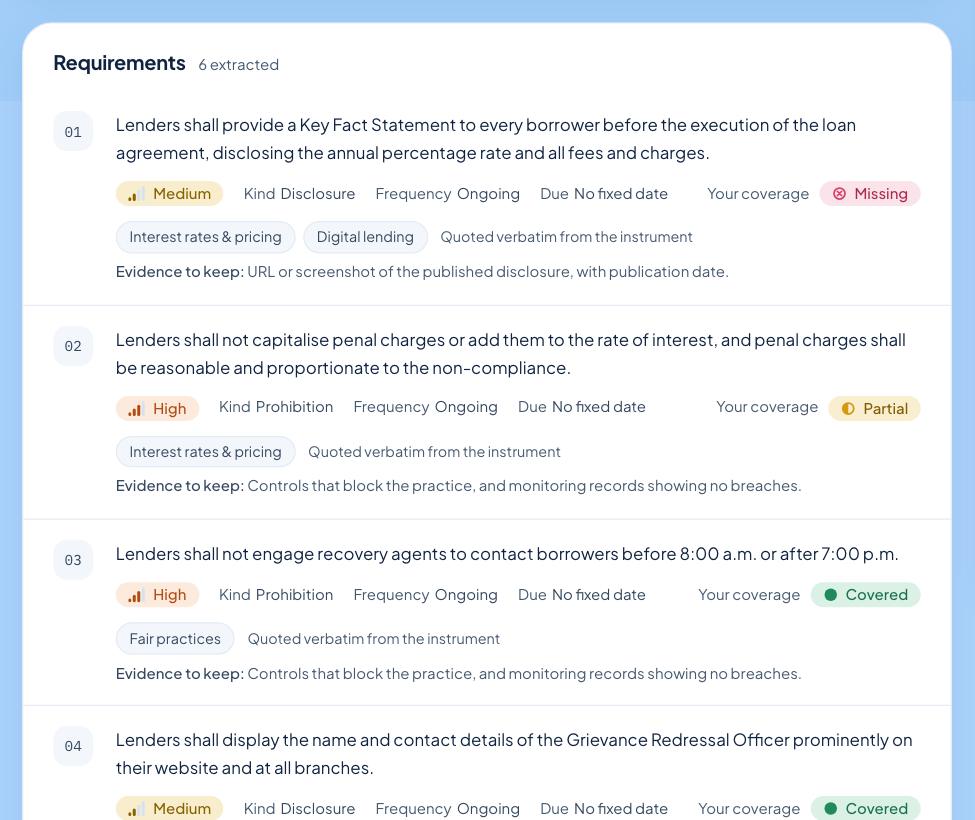 Requirements 6 extracted
01
Lenders shall provide a Key Fact Statement to every borrower before the execution of the loan
agreement, disclosing the annual percentage rate and all fees and charges.
Medium Kind Disclosure Frequency Ongoing Due No fixed date Your coverage Missing
Interest rates & pricing Digital lending Quoted verbatim from the instrument
Evidence to keep: URL or screenshot of the published disclosure, with publication date.
02
Lenders shall not capitalise penal charges or add them to the rate of interest, and penal charges shall
be reasonable and proportionate to the non-compliance.
High Kind Prohibition Frequency Ongoing Due No fixed date Your coverage Partial
Interest rates & pricing Quoted verbatim from the instrument
Evidence to keep: Controls that block the practice, and monitoring records showing no breaches.
03
Lenders shall not engage recovery agents to contact borrowers before 8:00 a.m. or after 7:00 p.m.
High Kind Prohibition Frequency Ongoing Due No fixed date Your coverage Covered
Fair practices Quoted verbatim from the instrument
Evidence to keep: Controls that block the practice, and monitoring records showing no breaches.
04
Lenders shall display the name and contact details of the Grievance Redressal Officer prominently on
their website and at all branches.
Medium Kind Disclosure Frequency Ongoing Due No fixed date Your coverage Covered